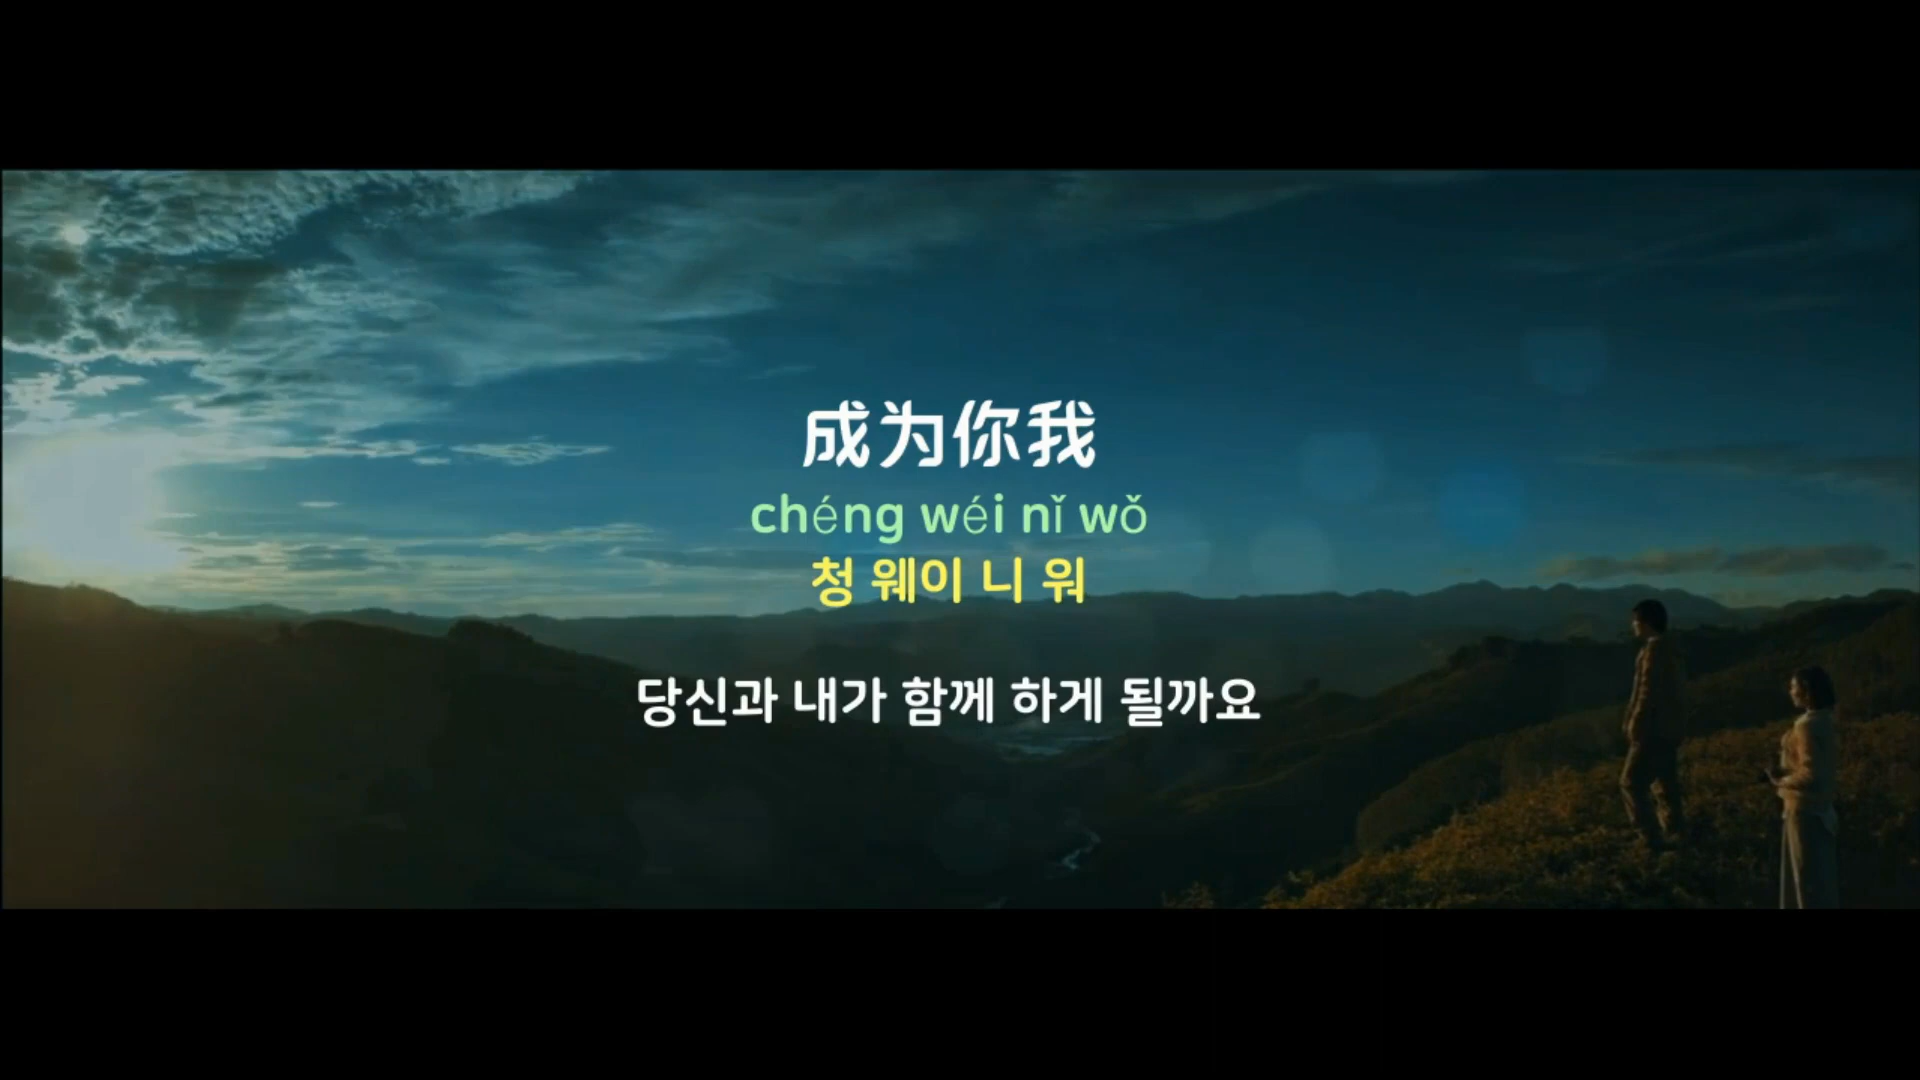 成为你我
chéng wéi nǐ wǒ
청 웨이 니 워
당신과 내가 함께 하게 될까요